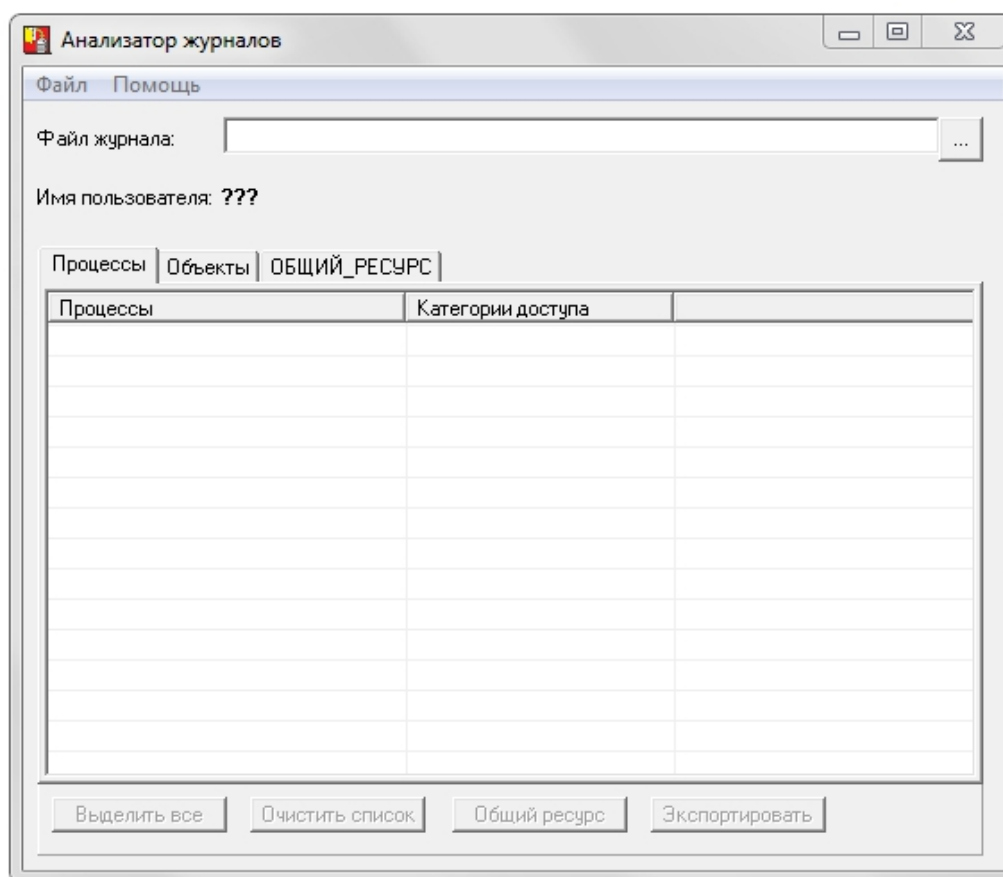 Анализатор журналов
Файл Помощь
Файл журнала: ...
Имя пользователя: ???
Процессы Объекты ОБЩИЙ_РЕСУРС
Процессы Категории доступа
Выделить все Очистить список Общий ресурс Экспортировать